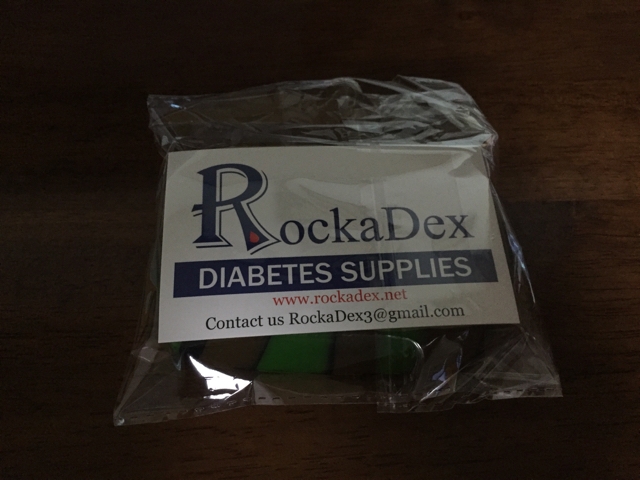 RockaDex
DIABETES SUPPLIES
www.rockadex.net
Contact us RockaDex3@gmail.com